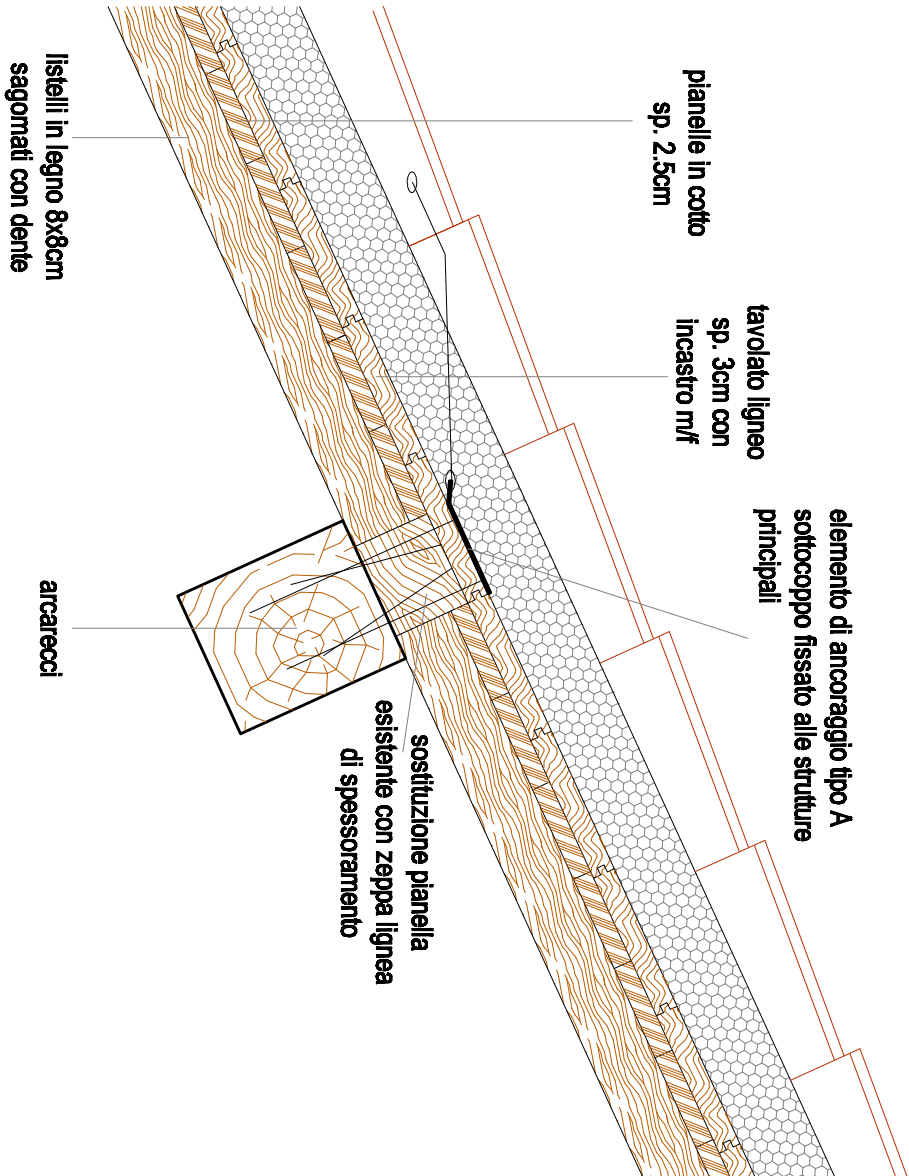 elemento di ancoraggio tipo A
sottocoppo fissato alle strutture
principali
tavolato ligneo
sp. 3cm con
incastro m/f
pianelle in cotto
sp. 2.5cm
sostituzione pianella
esistente con zeppa lignea
di spessoramento
listelli in legno 8x8cm
sagomati con dente
arcarecci